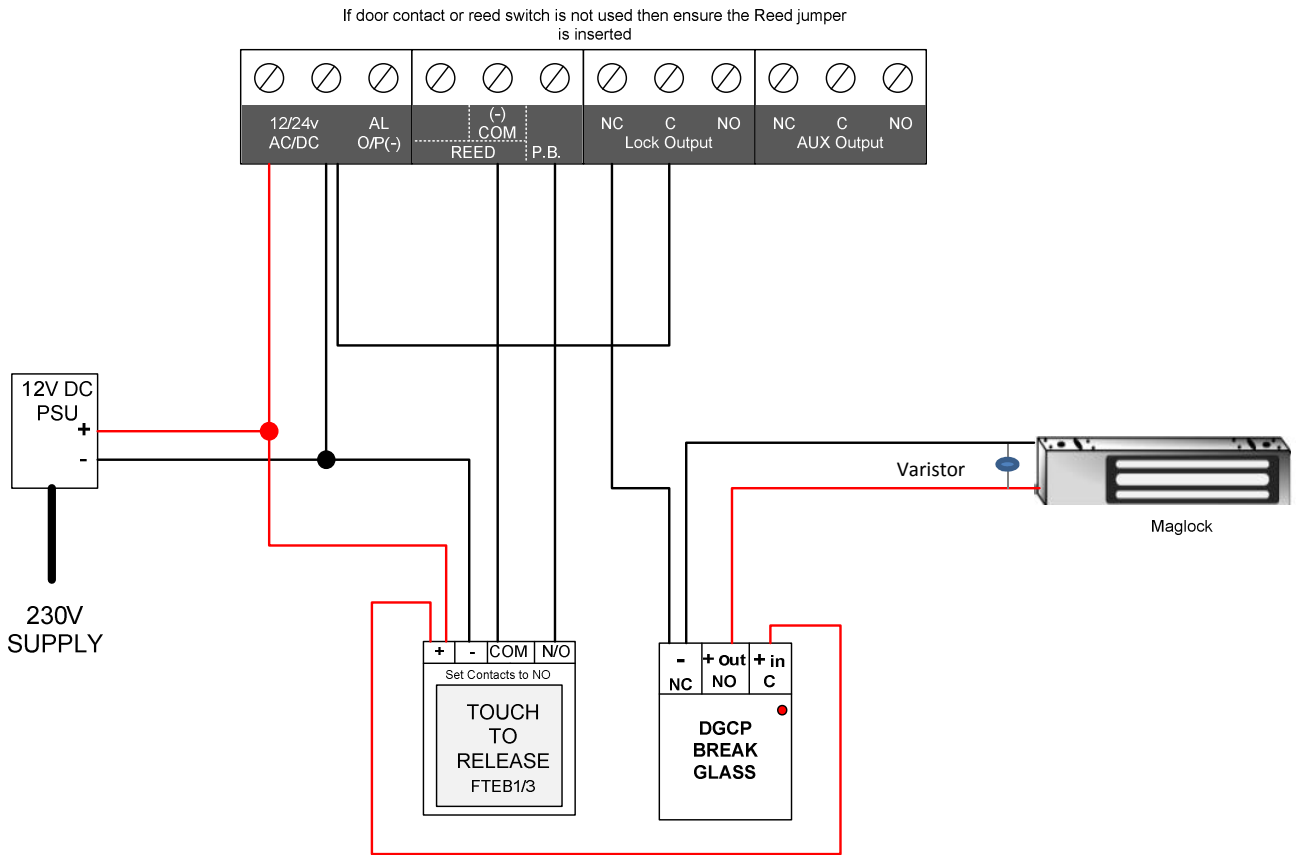 If door contact or reed switch is not used then ensure the Reed jumper
is inserted
12/24v
AC/DC
AL
O/P(-)
(-)
COM
REED
P.B.
NC C NO
Lock Output
NC C NO
AUX Output
12V DC
PSU
+
-
230V
SUPPLY
Varistor
Maglock
+ - COM N/O
Set Contacts to NO
TOUCH
TO
RELEASE
FTEB1/3
- + out + in
NC NO C
DGCP
BREAK
GLASS